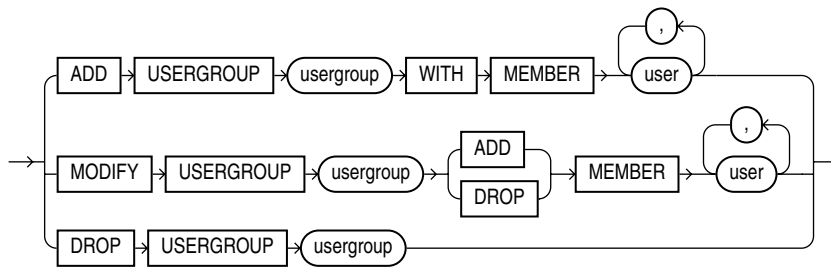 ,
ADD USERGROUP usergroup WITH MEMBER user
,
ADD
MODIFY USERGROUP usergroup MEMBER user
DROP
DROP USERGROUP usergroup